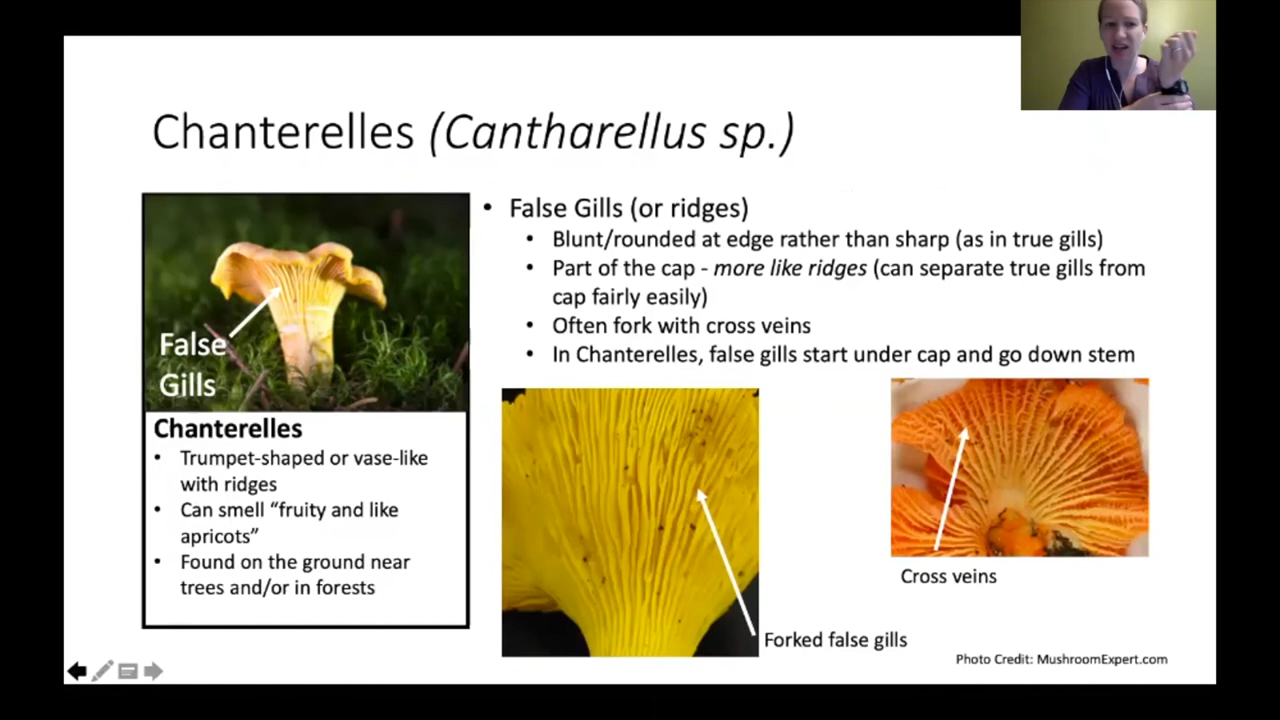 Chanterelles (Cantharellus sp.)
False
Gills
Chanterelles
• Trumpet-shaped or vase-like
with ridges
• Can smell “fruity and like
apricots”
• Found on the ground near
trees and/or in forests
• False Gills (or ridges)
• Blunt/rounded at edge rather than sharp (as in true gills)
• Part of the cap - more like ridges (can separate true gills from
cap fairly easily)
• Often fork with cross veins
• In Chanterelles, false gills start under cap and go down stem
Forked false gills
Cross veins
Photo Credit: MushroomExpert.com